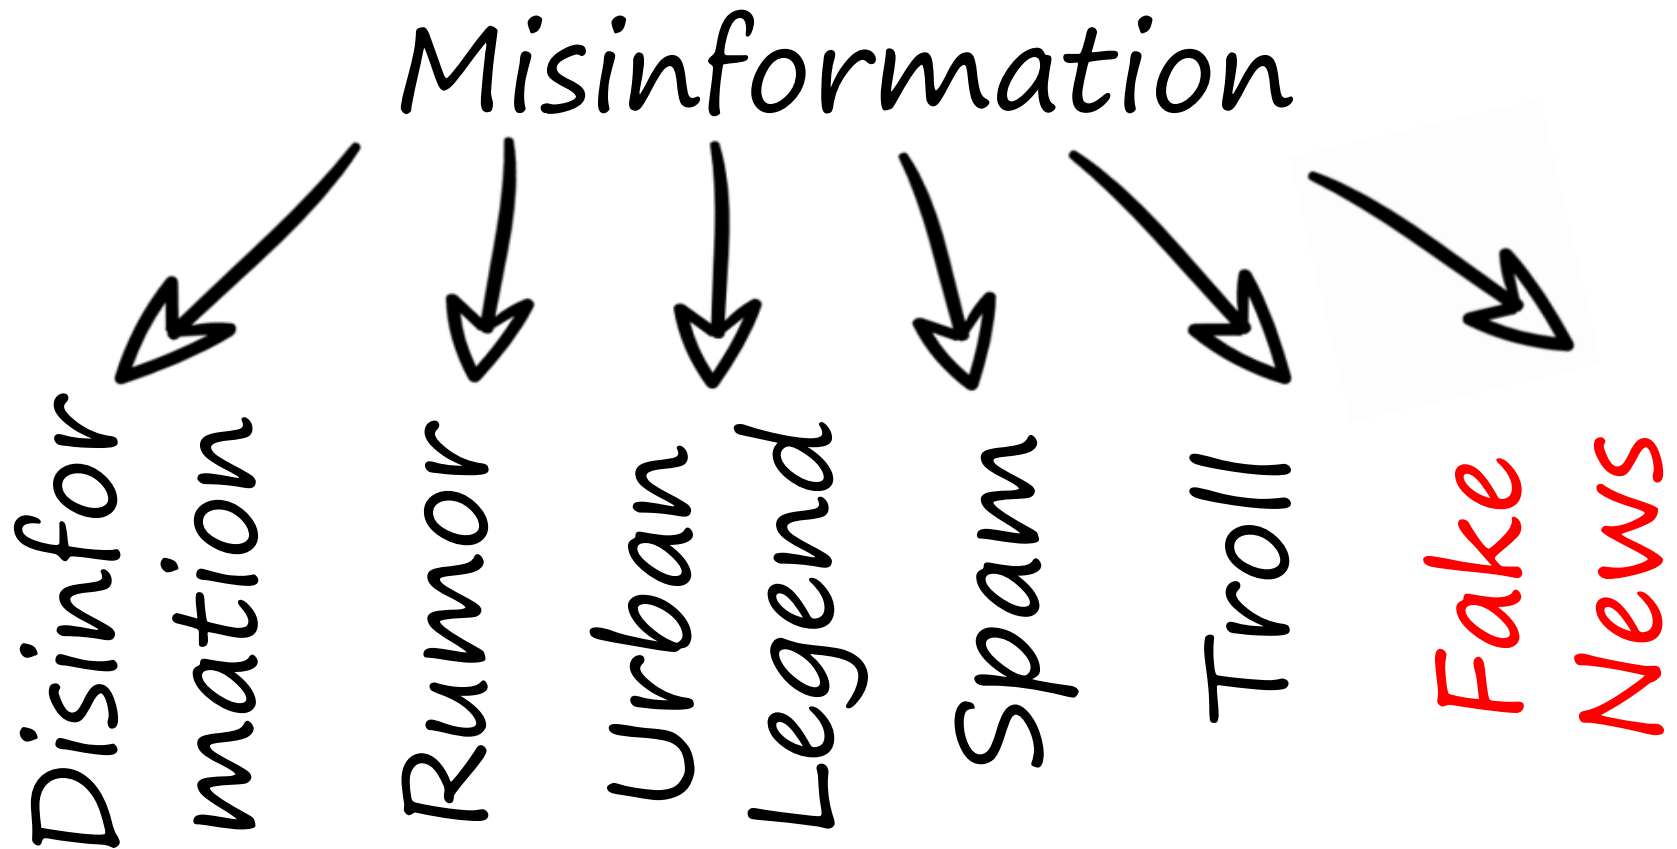 Misinformation
Disinfor
mation
Rumor
Urban
Legend
Spam
Troll
Fake
News